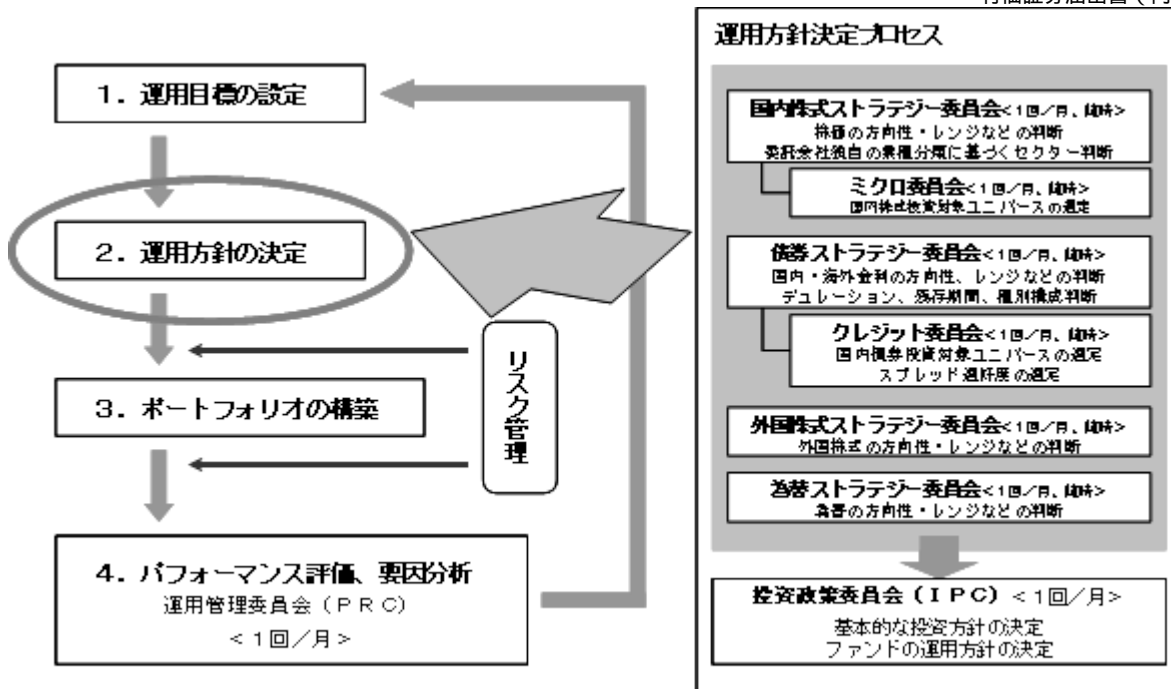 1．運用目標の設定
2．運用方針の決定
3．ポートフォリオの構築
リスク管理
4．パフォーマンス評価、要因分析
運用管理委員会（PRC）
＜1回／月＞
運用方針決定プロセス
国内株式ストラテジー委員会＜1回／月、臨時＞
株価の方向性・レンジなどの判断
委託会社独自の業種分類に基づくセクター判断
ミクロ委員会＜1回／月、臨時＞
国内株式投資対象ユニバースの選定
債券ストラテジー委員会＜1回／月、臨時＞
国内・海外金利の方向性、レンジなどの判断
デュレーション、残存期間、種別構成判断
クレジット委員会＜1回／月、臨時＞
国内債券投資対象ユニバースの選定
スプレッド選好度の選定
外国株式ストラテジー委員会＜1回／月、臨時＞
外国株式の方向性・レンジなどの判断
為替ストラテジー委員会＜1回／月、臨時＞
為替の方向性・レンジなどの判断
投資政策委員会（IPC）＜1回／月＞
基本的な投資方針の決定
ファンドの運用方針の決定